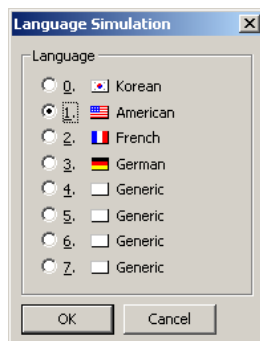 Language Simulation
Language
0. Korean
1. American
2. French
3. German
4. Generic
5. Generic
6. Generic
7. Generic
OK Cancel